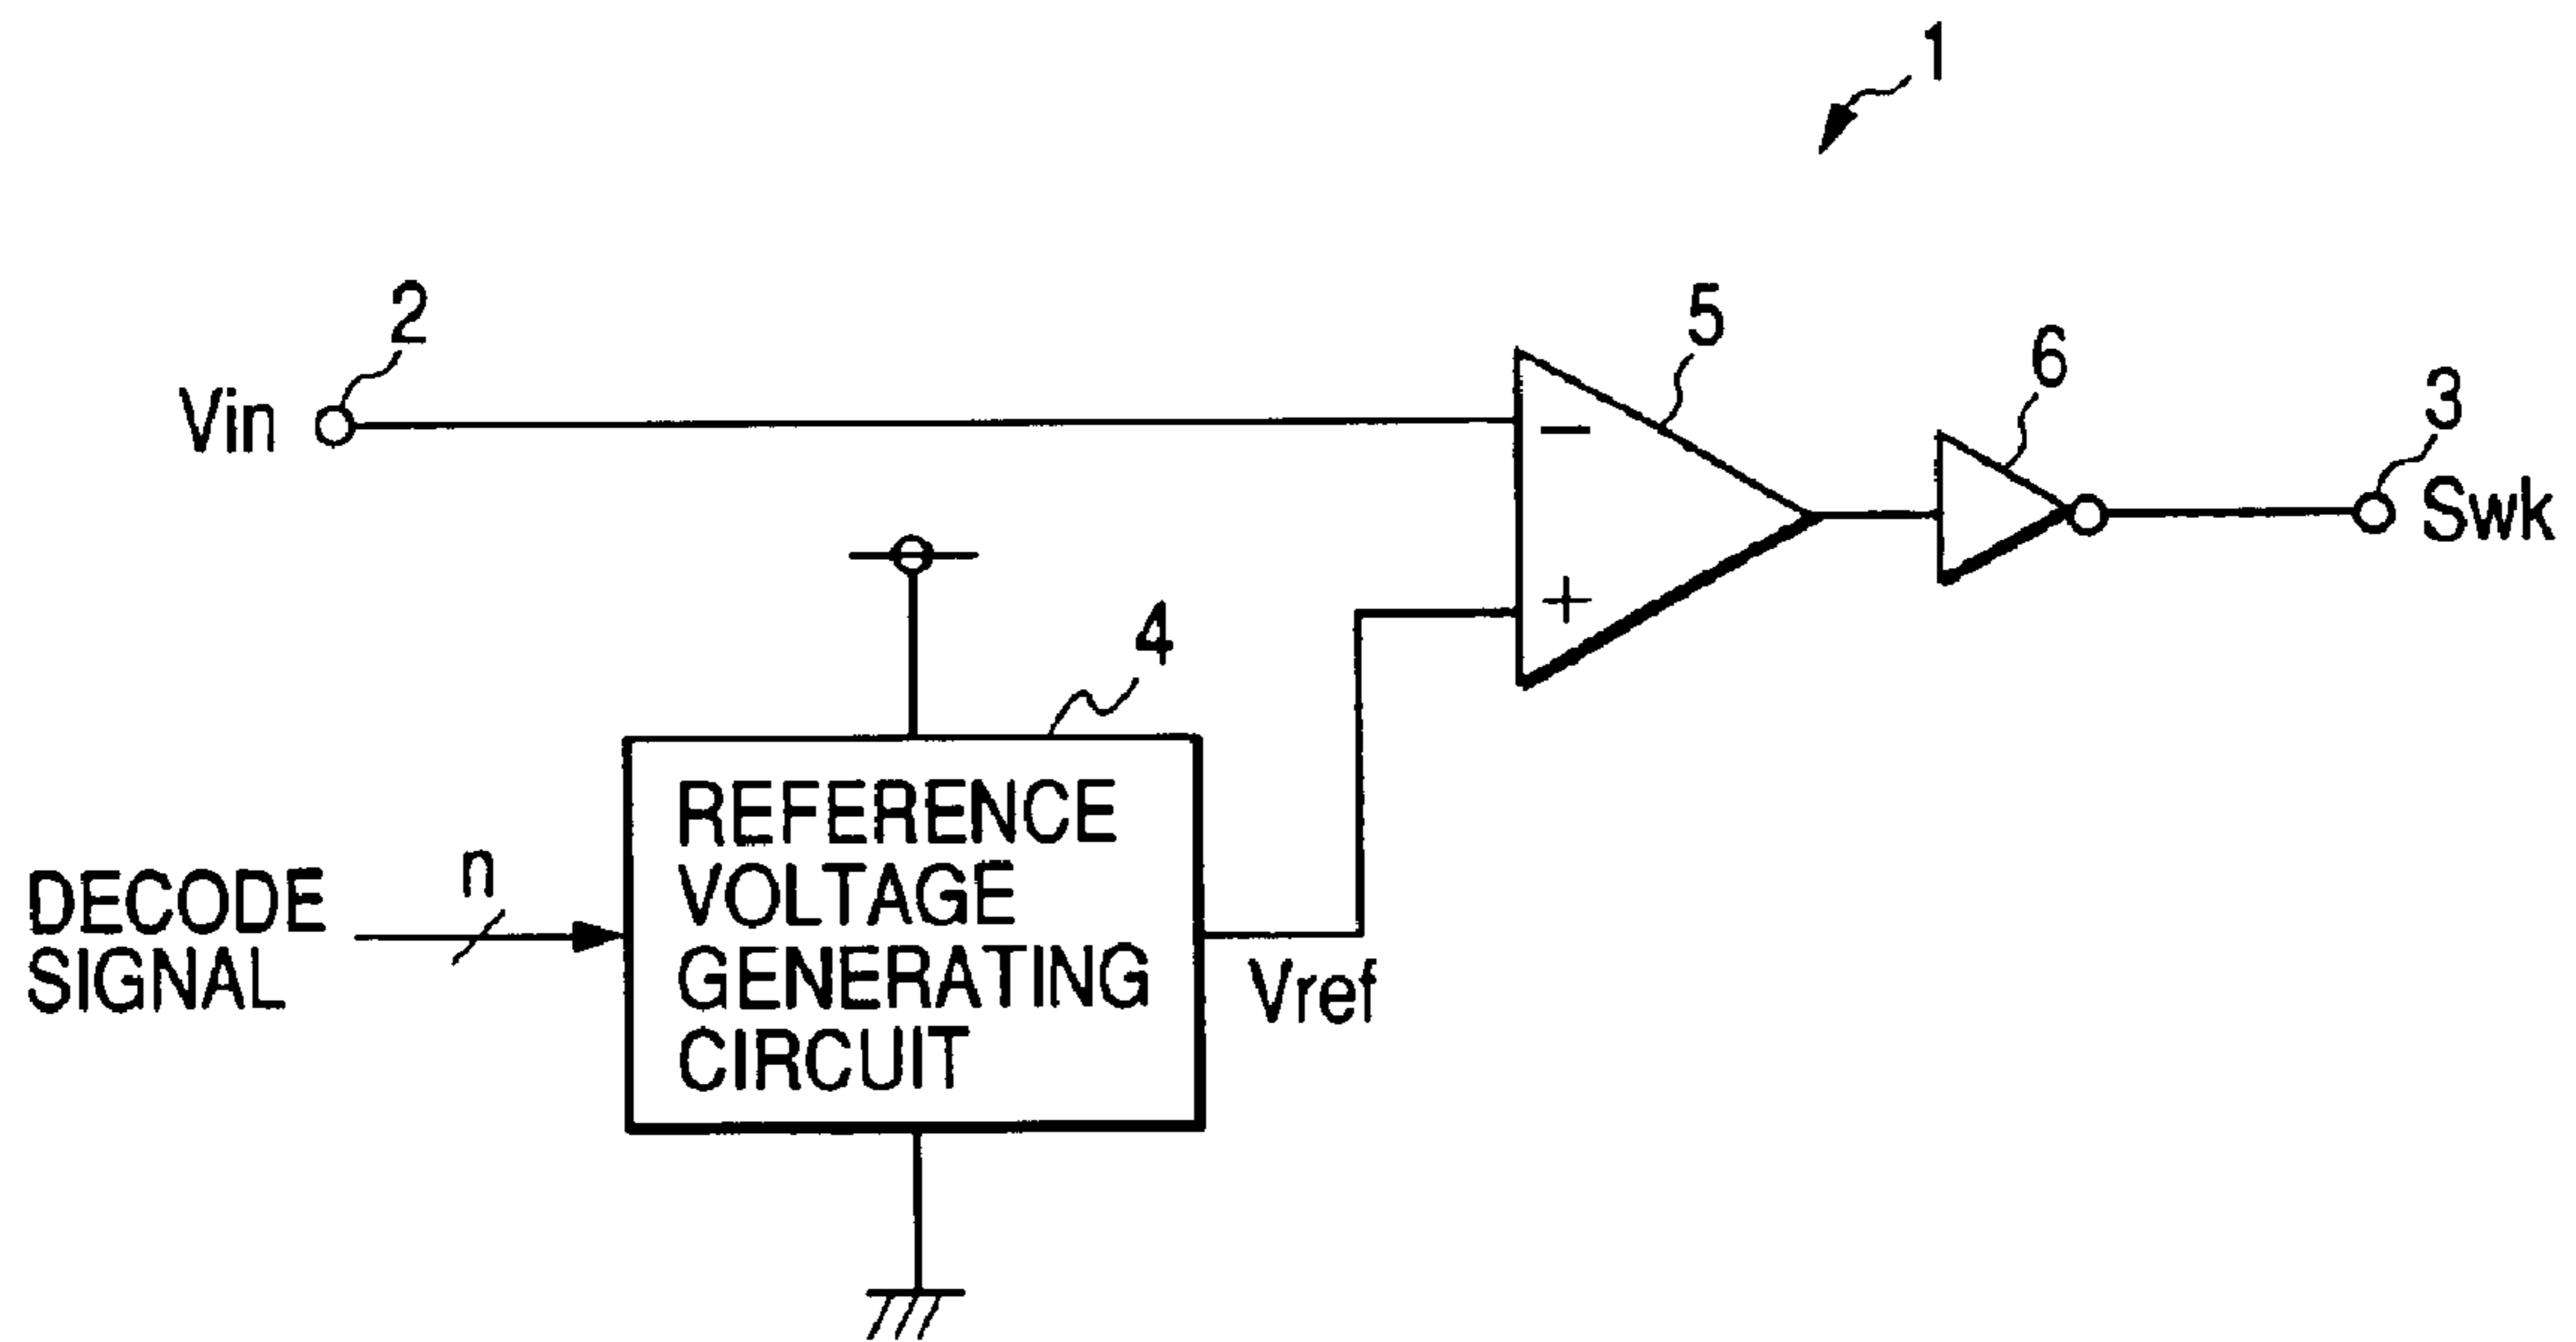 1
2
5
6
3
Vin
−
Swk
+
4
REFERENCE
VOLTAGE
GENERATING
CIRCUIT
n
DECODE
SIGNAL
Vref